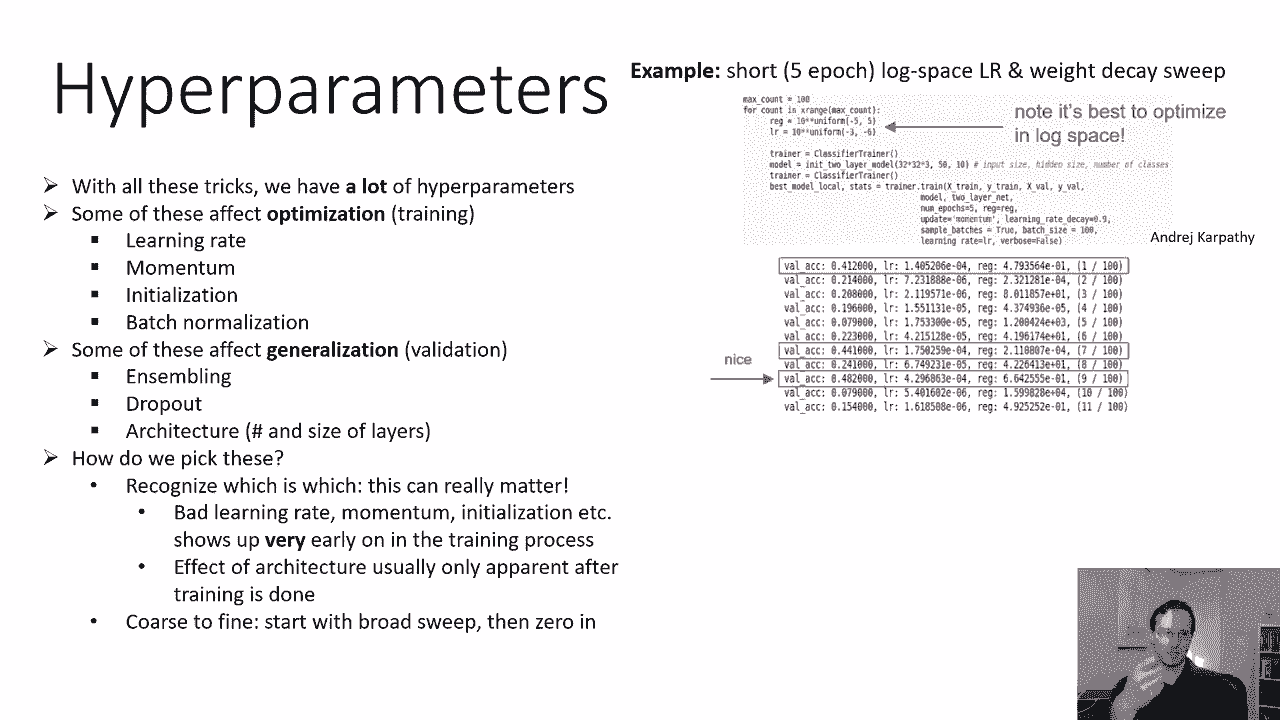 Hyperparameters
➢ With all these tricks, we have a lot of hyperparameters
➢ Some of these affect optimization (training)
▪ Learning rate
▪ Momentum
▪ Initialization
▪ Batch normalization
➢ Some of these affect generalization (validation)
▪ Ensembling
▪ Dropout
▪ Architecture (# and size of layers)
➢ How do we pick these?
• Recognize which is which: this can really matter!
• Bad learning rate, momentum, initialization etc.
shows up very early on in the training process
• Effect of architecture usually only apparent after
training is done
• Coarse to fine: start with broad sweep, then zero in
Example: short (5 epoch) log-space LR & weight decay sweep
max_count = 100
for count in xrange(max_count):
reg = 10**uniform(-5, 5)
lr = 10**uniform(-3, -6)
note it's best to optimize
in log space!
trainer = ClassifierTrainer()
model = init_two_layer_model(32*32*3, 50, 10) # input size, hidden size, number of classes
trainer = ClassifierTrainer()
best_model_local, stats = trainer.train(X_train, y_train, X_val, y_val,
model, two_layer_net,
num_epochs=5, reg=reg,
update='momentum', learning_rate_decay=0.9,
sample_batches = True, batch_size = 100,
learning_rate=lr, verbose=False)
Andrej Karpathy
val_acc: 0.412000, lr: 1.405206e-04, reg: 4.793564e-01, (1 / 100)
val_acc: 0.214000, lr: 7.231888e-06, reg: 2.321281e-04, (2 / 100)
val_acc: 0.208000, lr: 2.119571e-06, reg: 8.011857e+01, (3 / 100)
val_acc: 0.196000, lr: 1.551131e-05, reg: 4.374936e-05, (4 / 100)
val_acc: 0.079000, lr: 1.753300e-05, reg: 1.200424e+03, (5 / 100)
val_acc: 0.223000, lr: 4.215128e-05, reg: 4.196174e+01, (6 / 100)
val_acc: 0.441000, lr: 1.750259e-04, reg: 2.110807e-04, (7 / 100)
val_acc: 0.241000, lr: 6.749231e-05, reg: 4.226413e+01, (8 / 100)
nice
val_acc: 0.482000, lr: 4.296863e-04, reg: 6.642555e-01, (9 / 100)
val_acc: 0.079000, lr: 5.401602e-06, reg: 1.599828e+04, (10 / 100)
val_acc: 0.154000, lr: 1.618508e-06, reg: 4.925252e-01, (11 / 100)